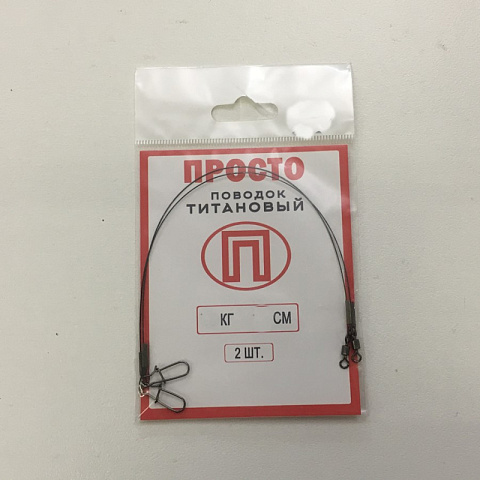 ПРОСТО
ПОВОДОК
ТИТАНОВЫЙ
П
КГ СМ
2 ШТ.